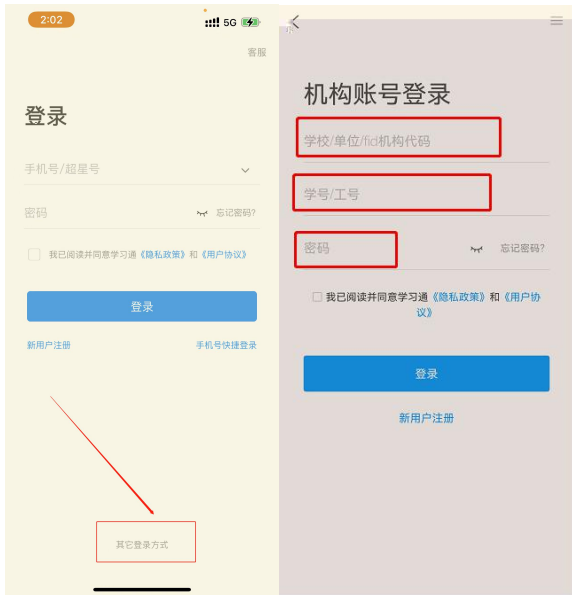 2:02
5G
客服
登录
手机号/超星号
密码
忘记密码?
我已阅读并同意学习通《隐私政策》和《用户协议》
登录
新用户注册
手机号快捷登录
其它登录方式
机构账号登录
学校/单位/fid机构代码
学号/工号
密码
忘记密码?
我已阅读并同意学习通《隐私政策》和《用户协
议》
登录
新用户注册